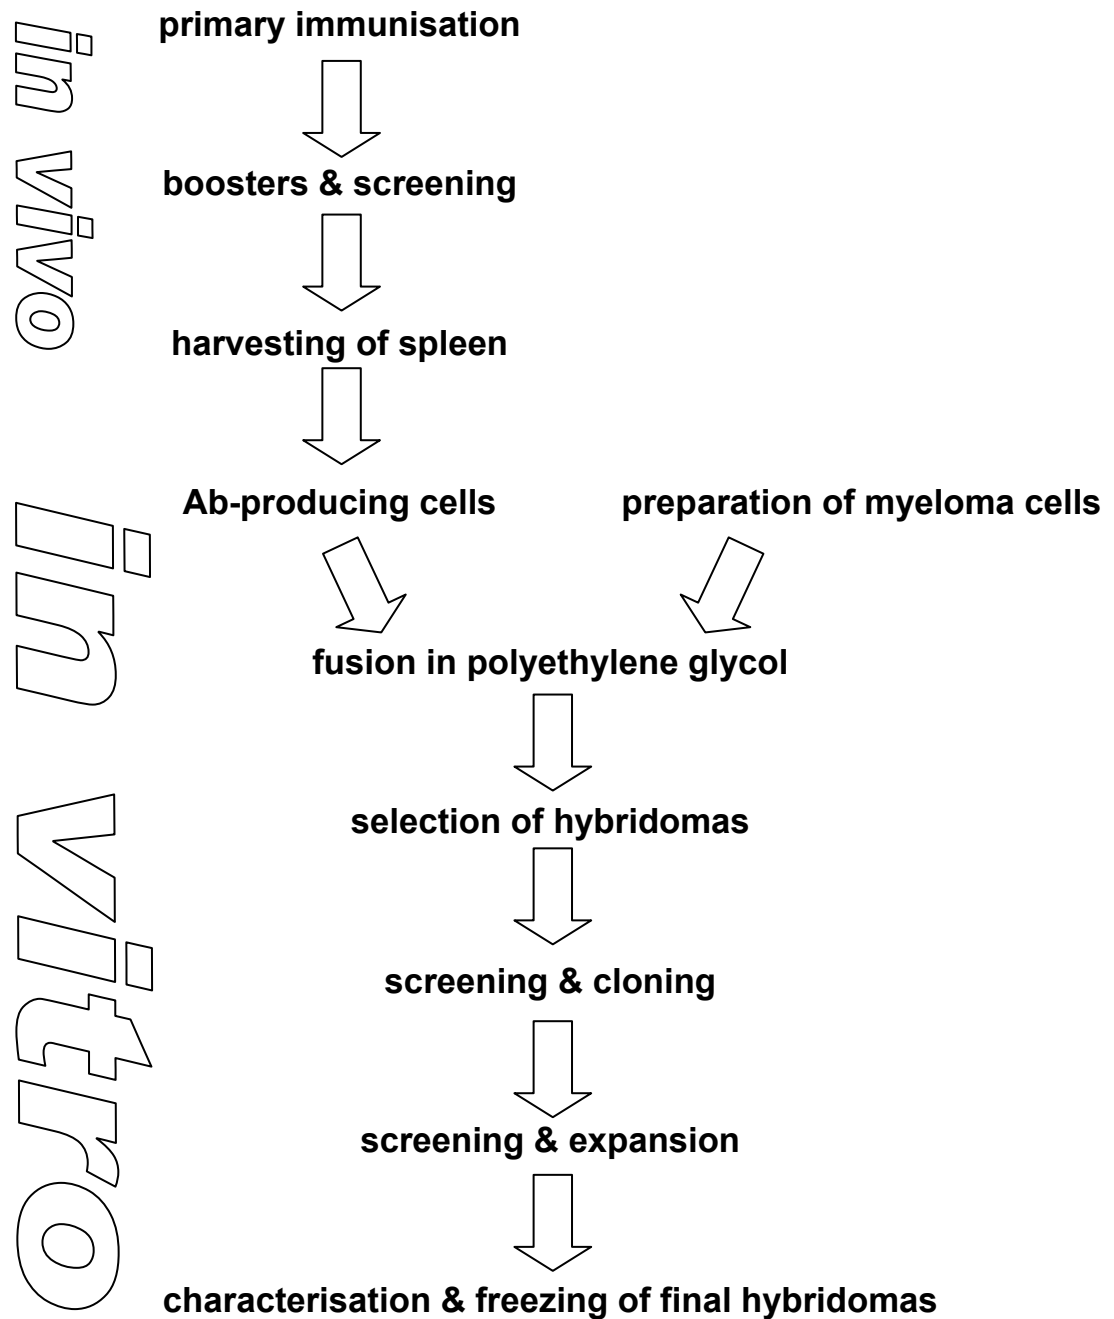 in vivo
primary immunisation
boosters & screening
harvesting of spleen
in vitro
Ab-producing cells
preparation of myeloma cells
fusion in polyethylene glycol
selection of hybridomas
screening & cloning
screening & expansion
characterisation & freezing of final hybridomas